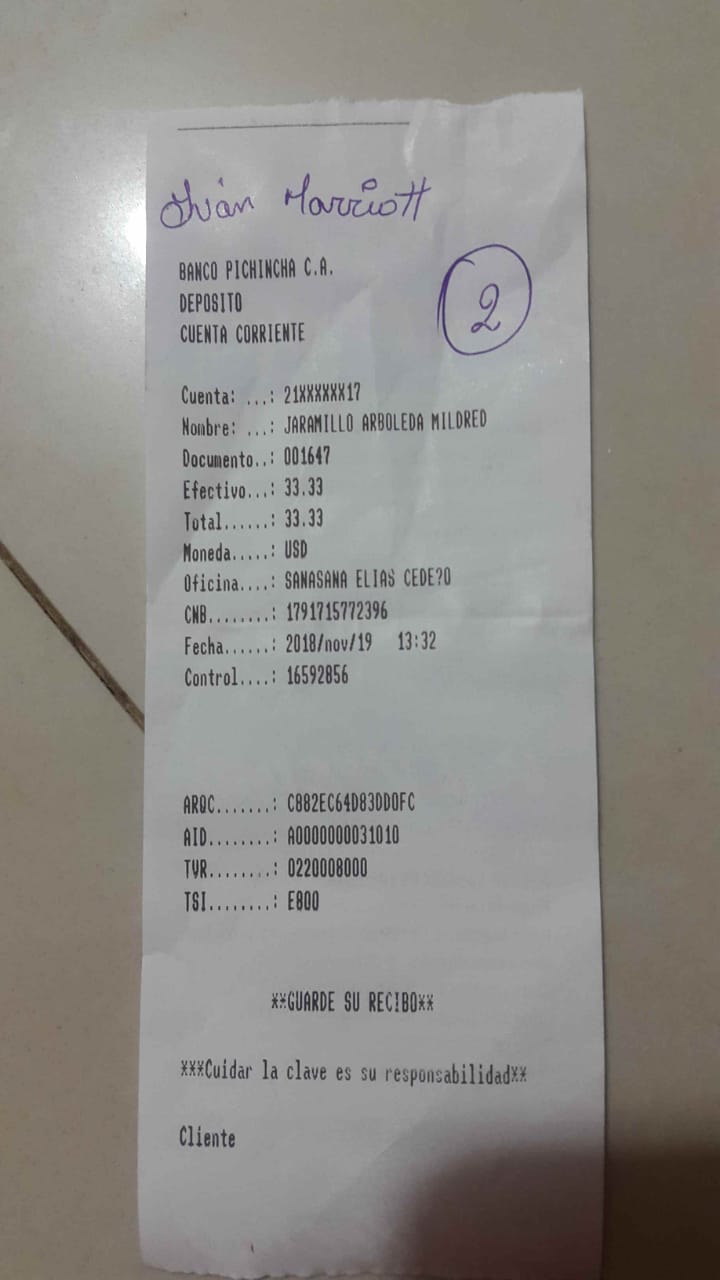 Iván Marriott
BANCO PICHINCHA C.A.
2
DEPOSITO
CUENTA CORRIENTE
Cuenta: ...: 21XXXXXX17
Nombre: ...: JARAMILLO ARBOLEDA MILDRED
Documento..: 001647
Efectivo...: 33.33
Total......: 33.33
Moneda.....: USD
Oficina....: SANASANA ELIAS CEDE?O
CNB........: 1791715772396
Fecha......: 2018/nov/19 13:32
Control....: 16592856
ARQC.......: C882EC64D83DD0FC
AID........: A0000000031010
TVR........: 0220008000
TSI........: E800
**GUARDE SU RECIBO**
***Cuidar la clave es su responsabilidad**
Cliente